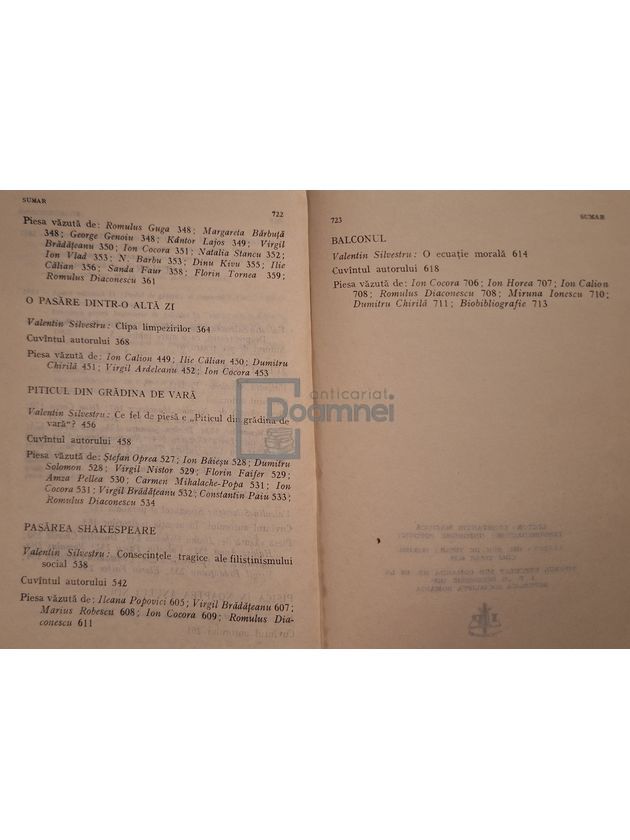 SUMAR
722
Piesa văzută de: Romulus Guga 348; Margareta Bărbuță
348; George Genoiu 348; Kántor Lajos 349; Virgil
Brădățeanu 350; Ion Cocora 351; Natalia Stancu 352;
Ion Vlad 353; N. Barbu 353; Dinu Kivu 355; Ilie
Călian 356; Sanda Faur 358; Florin Tornea 359;
Romulus Diaconescu 361
O PASĂRE DINTR-O ALTĂ ZI
Valentin Silvestru: Clipa limpezirilor 364
Cuvîntul autorului 368
Piesa văzută de: Ion Calion 449; Ilie Călian 450; Dumitru
Chirilă 451; Virgil Ardeleanu 452; Ion Cocora 453
PITICUL DIN GRĂDINA DE VARĂ
Valentin Silvestru: Ce fel de piesă e „Piticul din grădina de
vară"? 456
Cuvîntul autorului 458
Piesa văzută de: Ștefan Oprea 527; Ion Băieșu 528; Dumitru
Solomon 528; Virgil Nistor 529; Florin Faifer 529;
Amza Pellea 530; Carmen Mihalache-Popa 531; Ion
Cocora 531; Virgil Brădățeanu 532; Constantin Paiu 533;
Romulus Diaconescu 534
PASĂREA SHAKESPEARE
Valentin Silvestru: Consecințele tragice ale filistinismului
social 538
Cuvîntul autorului 542
Piesa văzută de: Ileana Popovici 605; Virgil Brădățeanu 607;
Marius Robescu 608; Ion Cocora 609; Romulus Dia-
conescu 611
723
SUMAR
BALCONUL
Valentin Silvestru: O ecuație morală 614
Cuvîntul autorului 618
Piesa văzută de: Ion Cocora 706; Ion Horea 707; Ion Calion
708; Romulus Diaconescu 708; Miruna Ionescu 710;
Dumitru Chirilă 711; Biobibliografie 713
anticariat
Doamnei